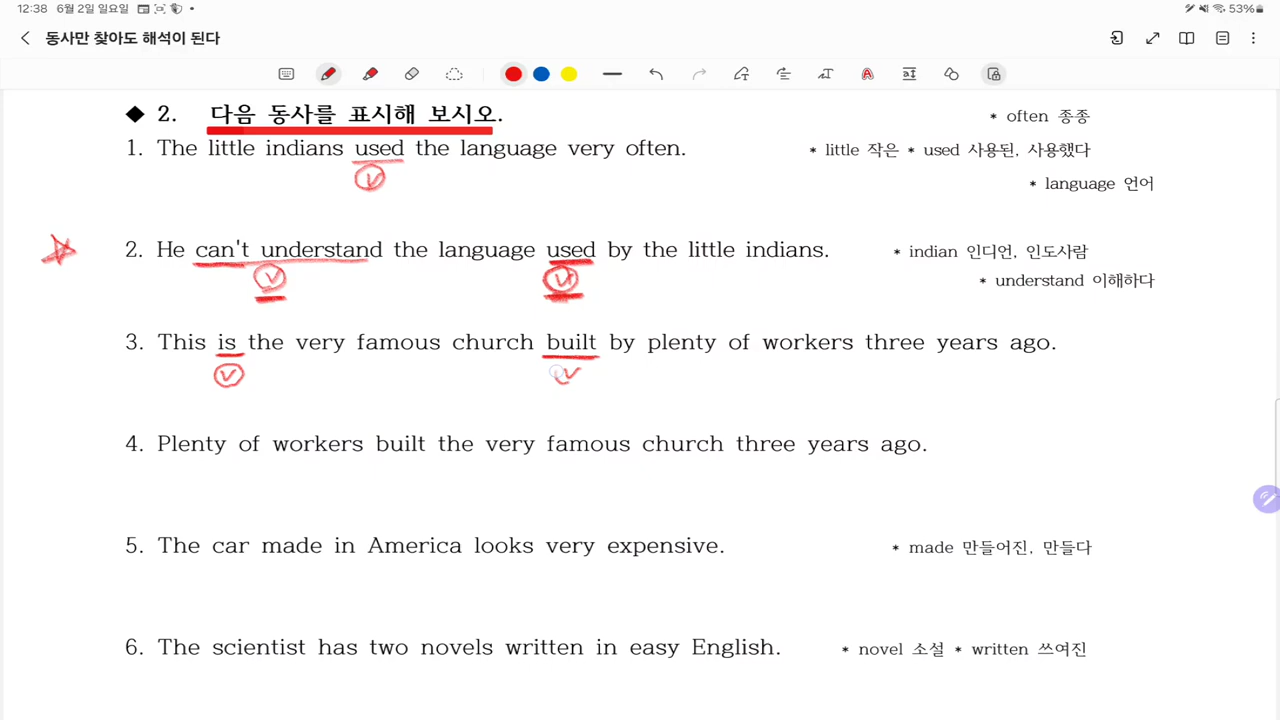 12:38 6월 2일 일요일 53%
동사만 찾아도 해석이 된다
◆ 2. 다음 동사를 표시해 보시오. * often 종종
1. The little indians used the language very often. * little 작은 * used 사용된, 사용했다
V
* language 언어
2. He can't understand the language used by the little indians. * indian 인디언, 인도사람
V V
* understand 이해하다
3. This is the very famous church built by plenty of workers three years ago.
V V
4. Plenty of workers built the very famous church three years ago.
5. The car made in America looks very expensive. * made 만들어진, 만들다
6. The scientist has two novels written in easy English. * novel 소설 * written 쓰여진